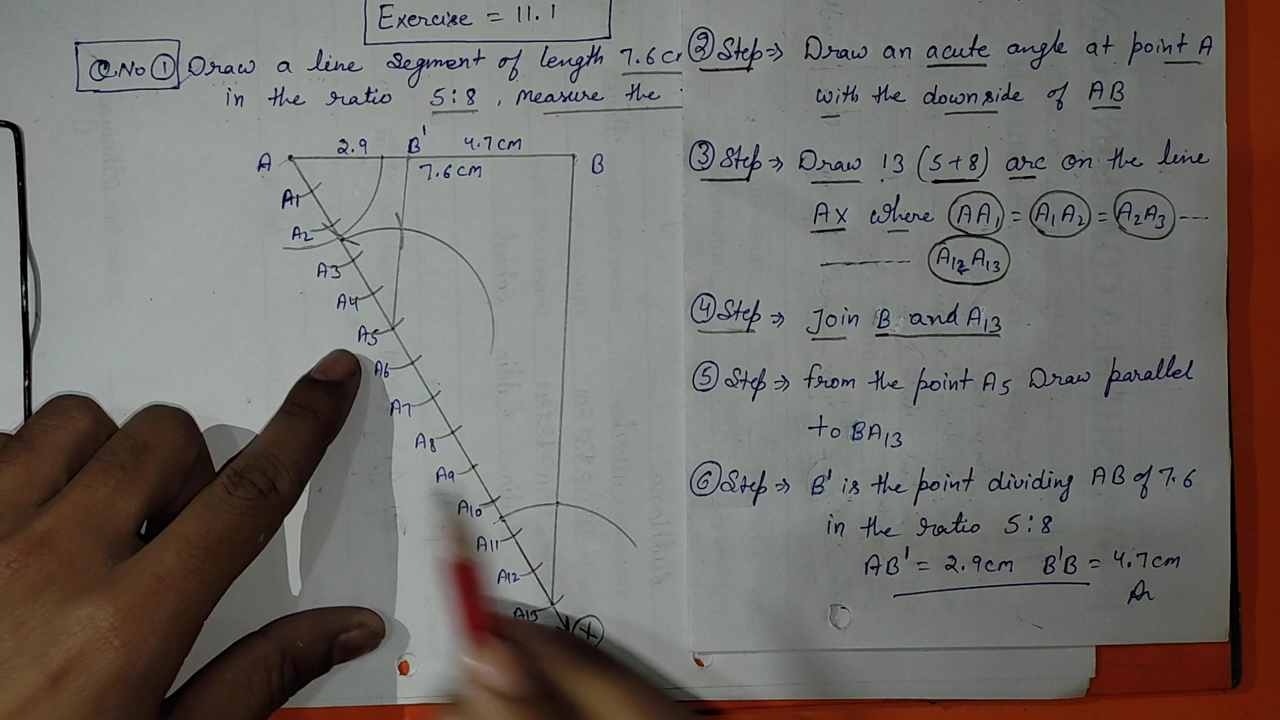 Exercise = 11.1
Q.No 1 Draw a line segment of length 7.6 c
in the ratio 5:8 , measure the
A 2.9 B' 4.7cm B
7.6cm
A1
A2
A3
A4
A5
A6
A7
A8
A9
A10
A11
A12
A13
X
2 Step ⇒ Draw an acute angle at point A
with the downside of AB
3 Step ⇒ Draw 13 (5+8) arc on the line
AX where AA1 = A1A2 = A2A3 ----
-------- A12A13
4 Step ⇒ Join B and A13
5 Step ⇒ from the point A5 Draw parallel
to BA13
6 Step ⇒ B' is the point dividing AB of 7.6
in the ratio 5:8
AB' = 2.9cm B'B = 4.7cm